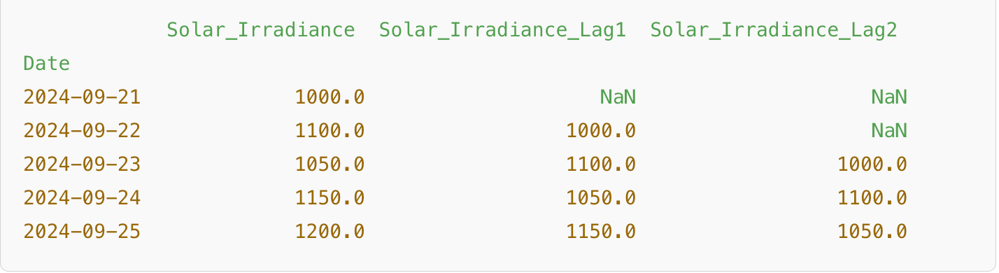 Solar_Irradiance Solar_Irradiance_Lag1 Solar_Irradiance_Lag2
Date
2024-09-21 1000.0 NaN NaN
2024-09-22 1100.0 1000.0 NaN
2024-09-23 1050.0 1100.0 1000.0
2024-09-24 1150.0 1050.0 1100.0
2024-09-25 1200.0 1150.0 1050.0